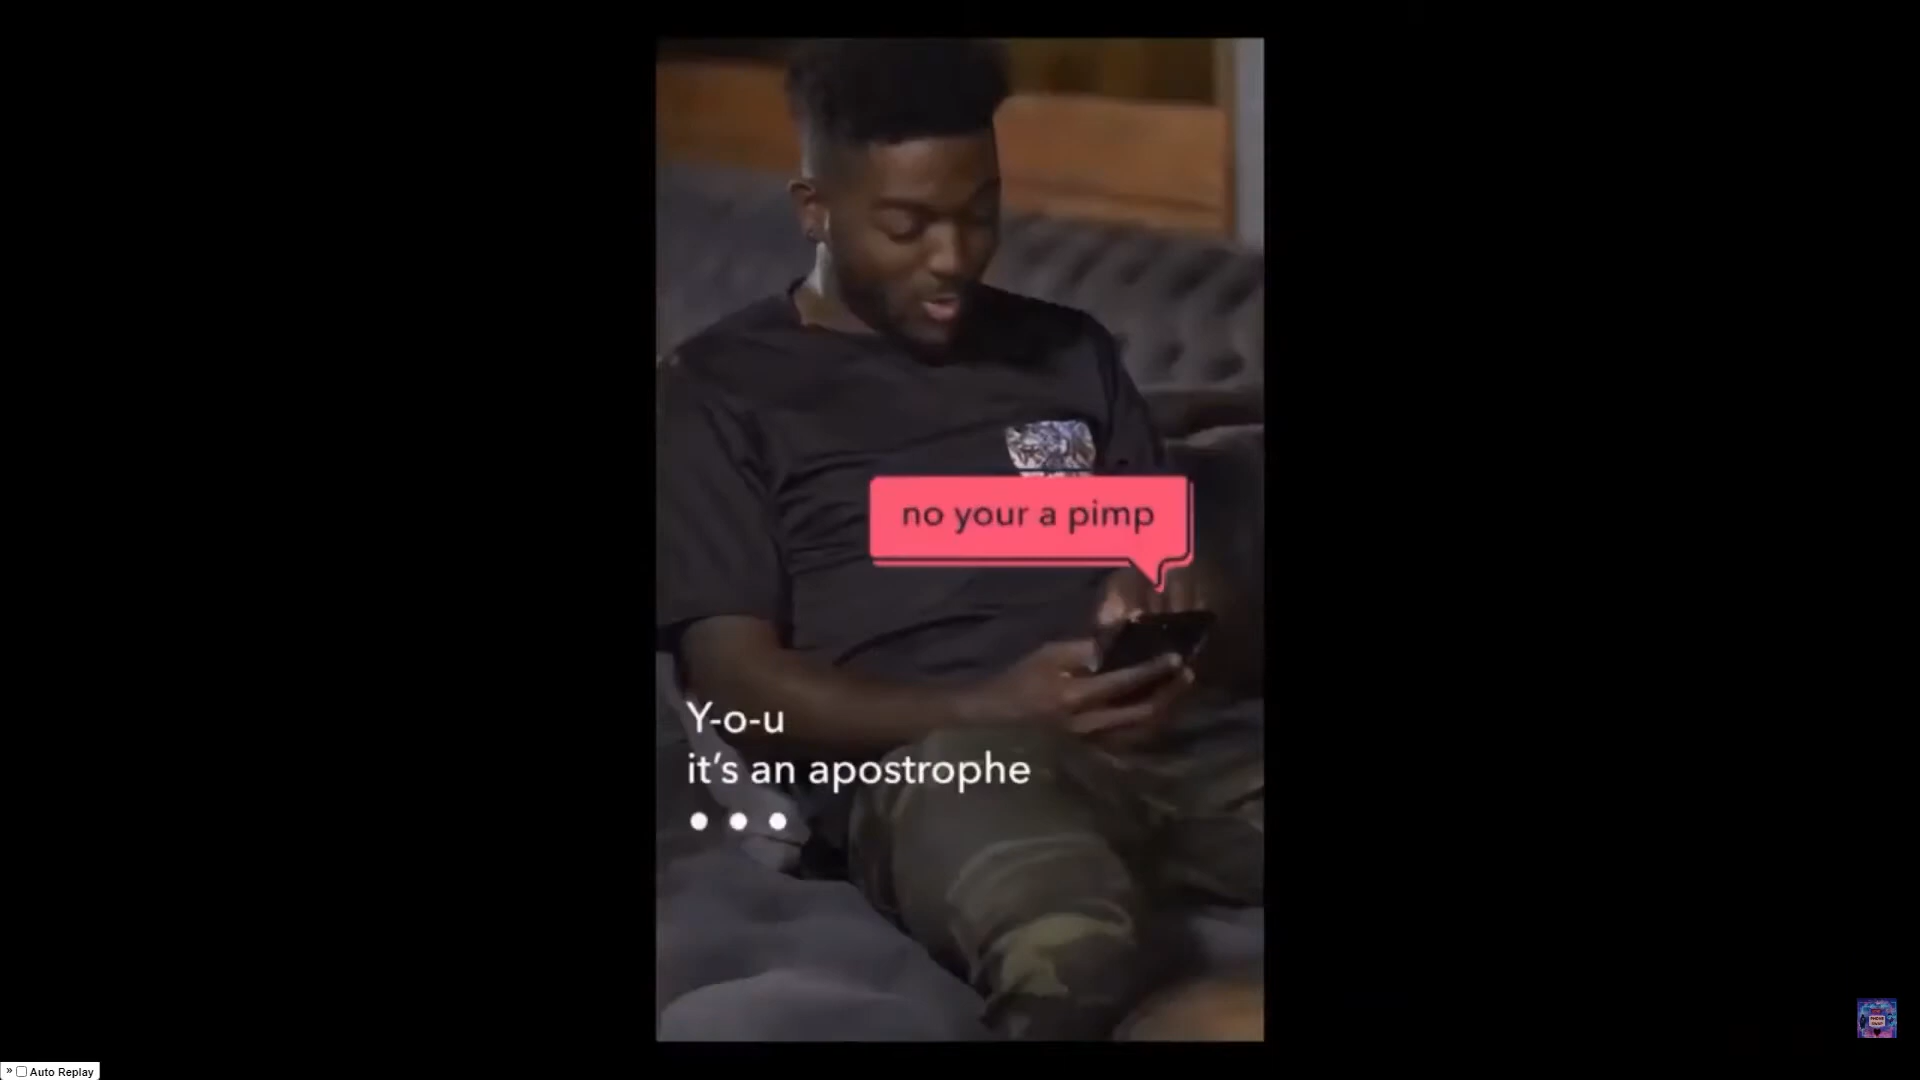 no your a pimp
Y-o-u
it’s an apostrophe
» Auto Replay